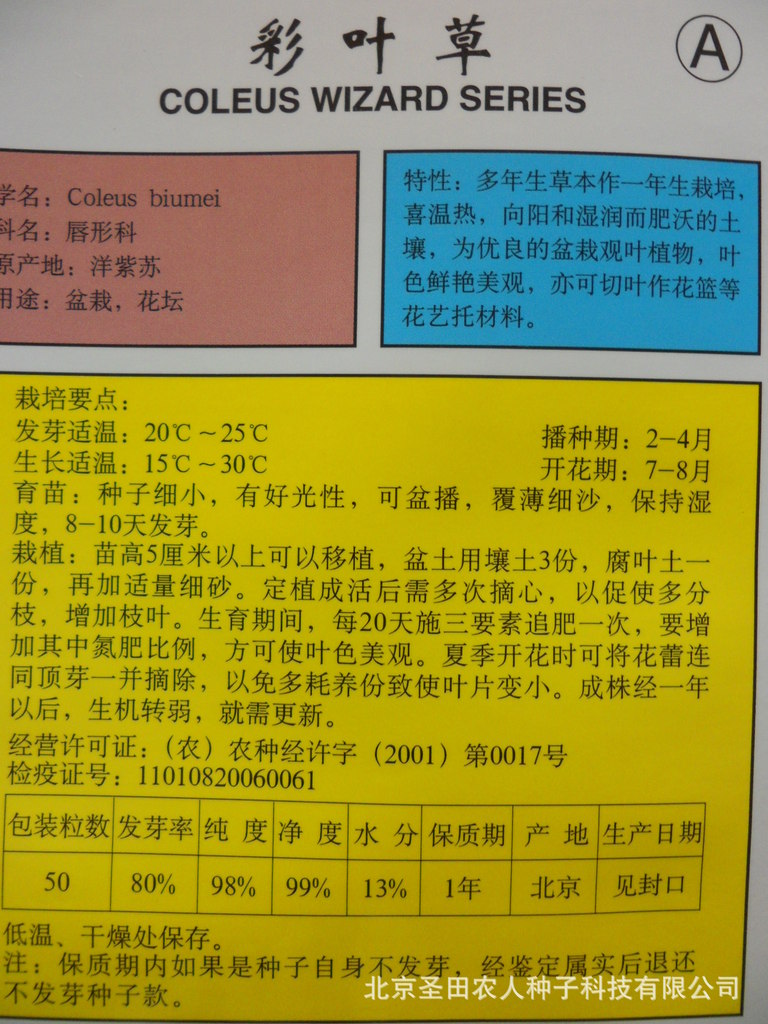 彩叶草
A
COLEUS WIZARD SERIES
学名：Coleus biumei
科名：唇形科
原产地：洋紫苏
用途：盆栽，花坛
特性：多年生草本作一年生栽培，
喜温热，向阳和湿润而肥沃的土
壤，为优良的盆栽观叶植物，叶
色鲜艳美观，亦可切叶作花篮等
花艺托材料。
栽培要点：
发芽适温：20℃～25℃ 播种期：2-4月
生长适温：15℃～30℃ 开花期：7-8月
育苗：种子细小，有好光性，可盆播，覆薄细沙，保持湿
度，8-10天发芽。
栽植：苗高5厘米以上可以移植，盆土用壤土3份，腐叶土一
份，再加适量细砂。定植成活后需多次摘心，以促使多分
枝，增加枝叶。生育期间，每20天施三要素追肥一次，要增
加其中氮肥比例，方可使叶色美观。夏季开花时可将花蕾连
同顶芽一并摘除，以免多耗养份致使叶片变小。成株经一年
以后，生机转弱，就需更新。
经营许可证：（农）农种经许字（2001）第0017号
检疫证号：11010820060061
包装粒数 发芽率 纯度 净度 水分 保质期 产地 生产日期
50 80% 98% 99% 13% 1年 北京 见封口
低温、干燥处保存。
注：保质期内如果是种子自身不发芽，经鉴定属实后退还
不发芽种子款。
北京圣田农人种子科技有限公司